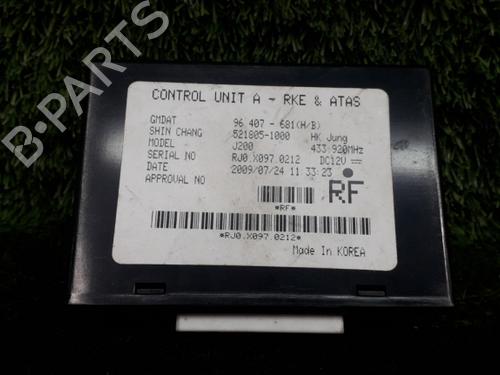 CONTROL UNIT A - RKE & ATAS
GMDAT 96 407 - 681(H/B)
SHIN CHANG 521805-1000 HK Jung
MODEL J200 433.920MHz
SERIAL NO RJ0.X097.0212 DC12V
DATE 2009/07/24 11:33:23
APPROVAL NO
RF
*RF*
*RJ0.X097.0212*
Made In KOREA
B-PARTS